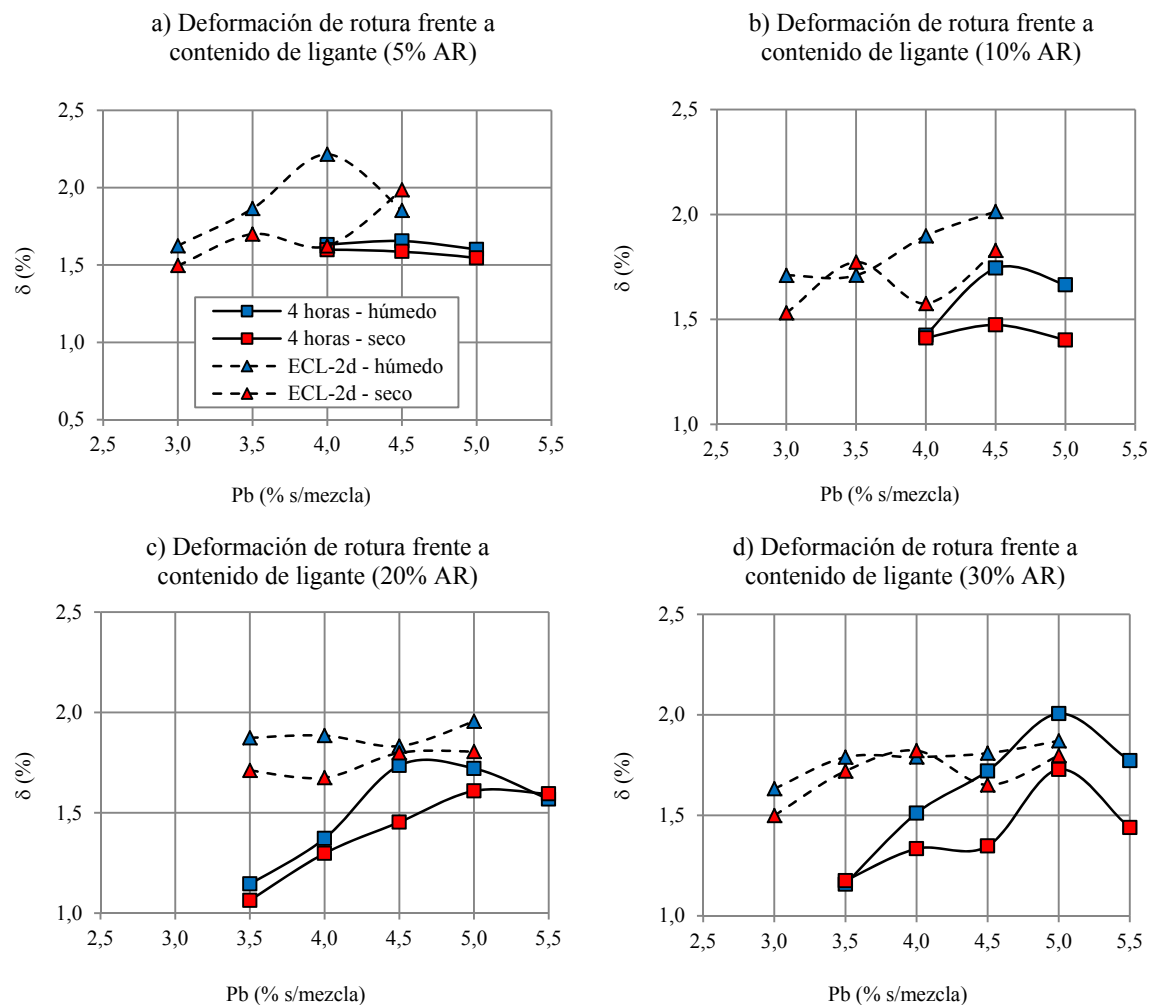 a) Deformación de rotura frente a
contenido de ligante (5% AR)
2,5
2,0
1,5
1,0
0,5
δ (%)
4 horas - húmedo
4 horas - seco
ECL-2d - húmedo
ECL-2d - seco
2,5 3,0 3,5 4,0 4,5 5,0 5,5
Pb (% s/mezcla)
b) Deformación de rotura frente a
contenido de ligante (10% AR)
2,5
2,0
1,5
1,0
δ (%)
2,5 3,0 3,5 4,0 4,5 5,0 5,5
Pb (% s/mezcla)
c) Deformación de rotura frente a
contenido de ligante (20% AR)
2,5
2,0
1,5
1,0
δ (%)
2,5 3,0 3,5 4,0 4,5 5,0 5,5
Pb (% s/mezcla)
d) Deformación de rotura frente a
contenido de ligante (30% AR)
2,5
2,0
1,5
1,0
δ (%)
2,5 3,0 3,5 4,0 4,5 5,0 5,5
Pb (% s/mezcla)